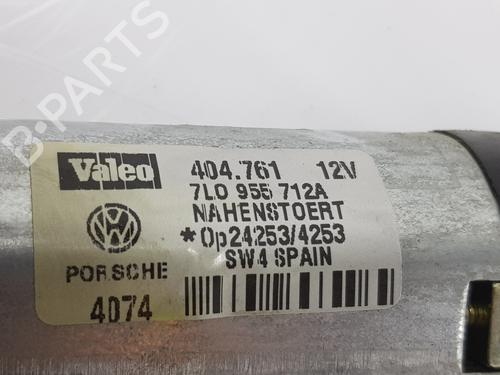 B-PARTS
Valeo 404.761 12V
7L0 955 712A
NAHENSTOERT
*Op24253/4253
PORSCHE SW4 SPAIN
4074